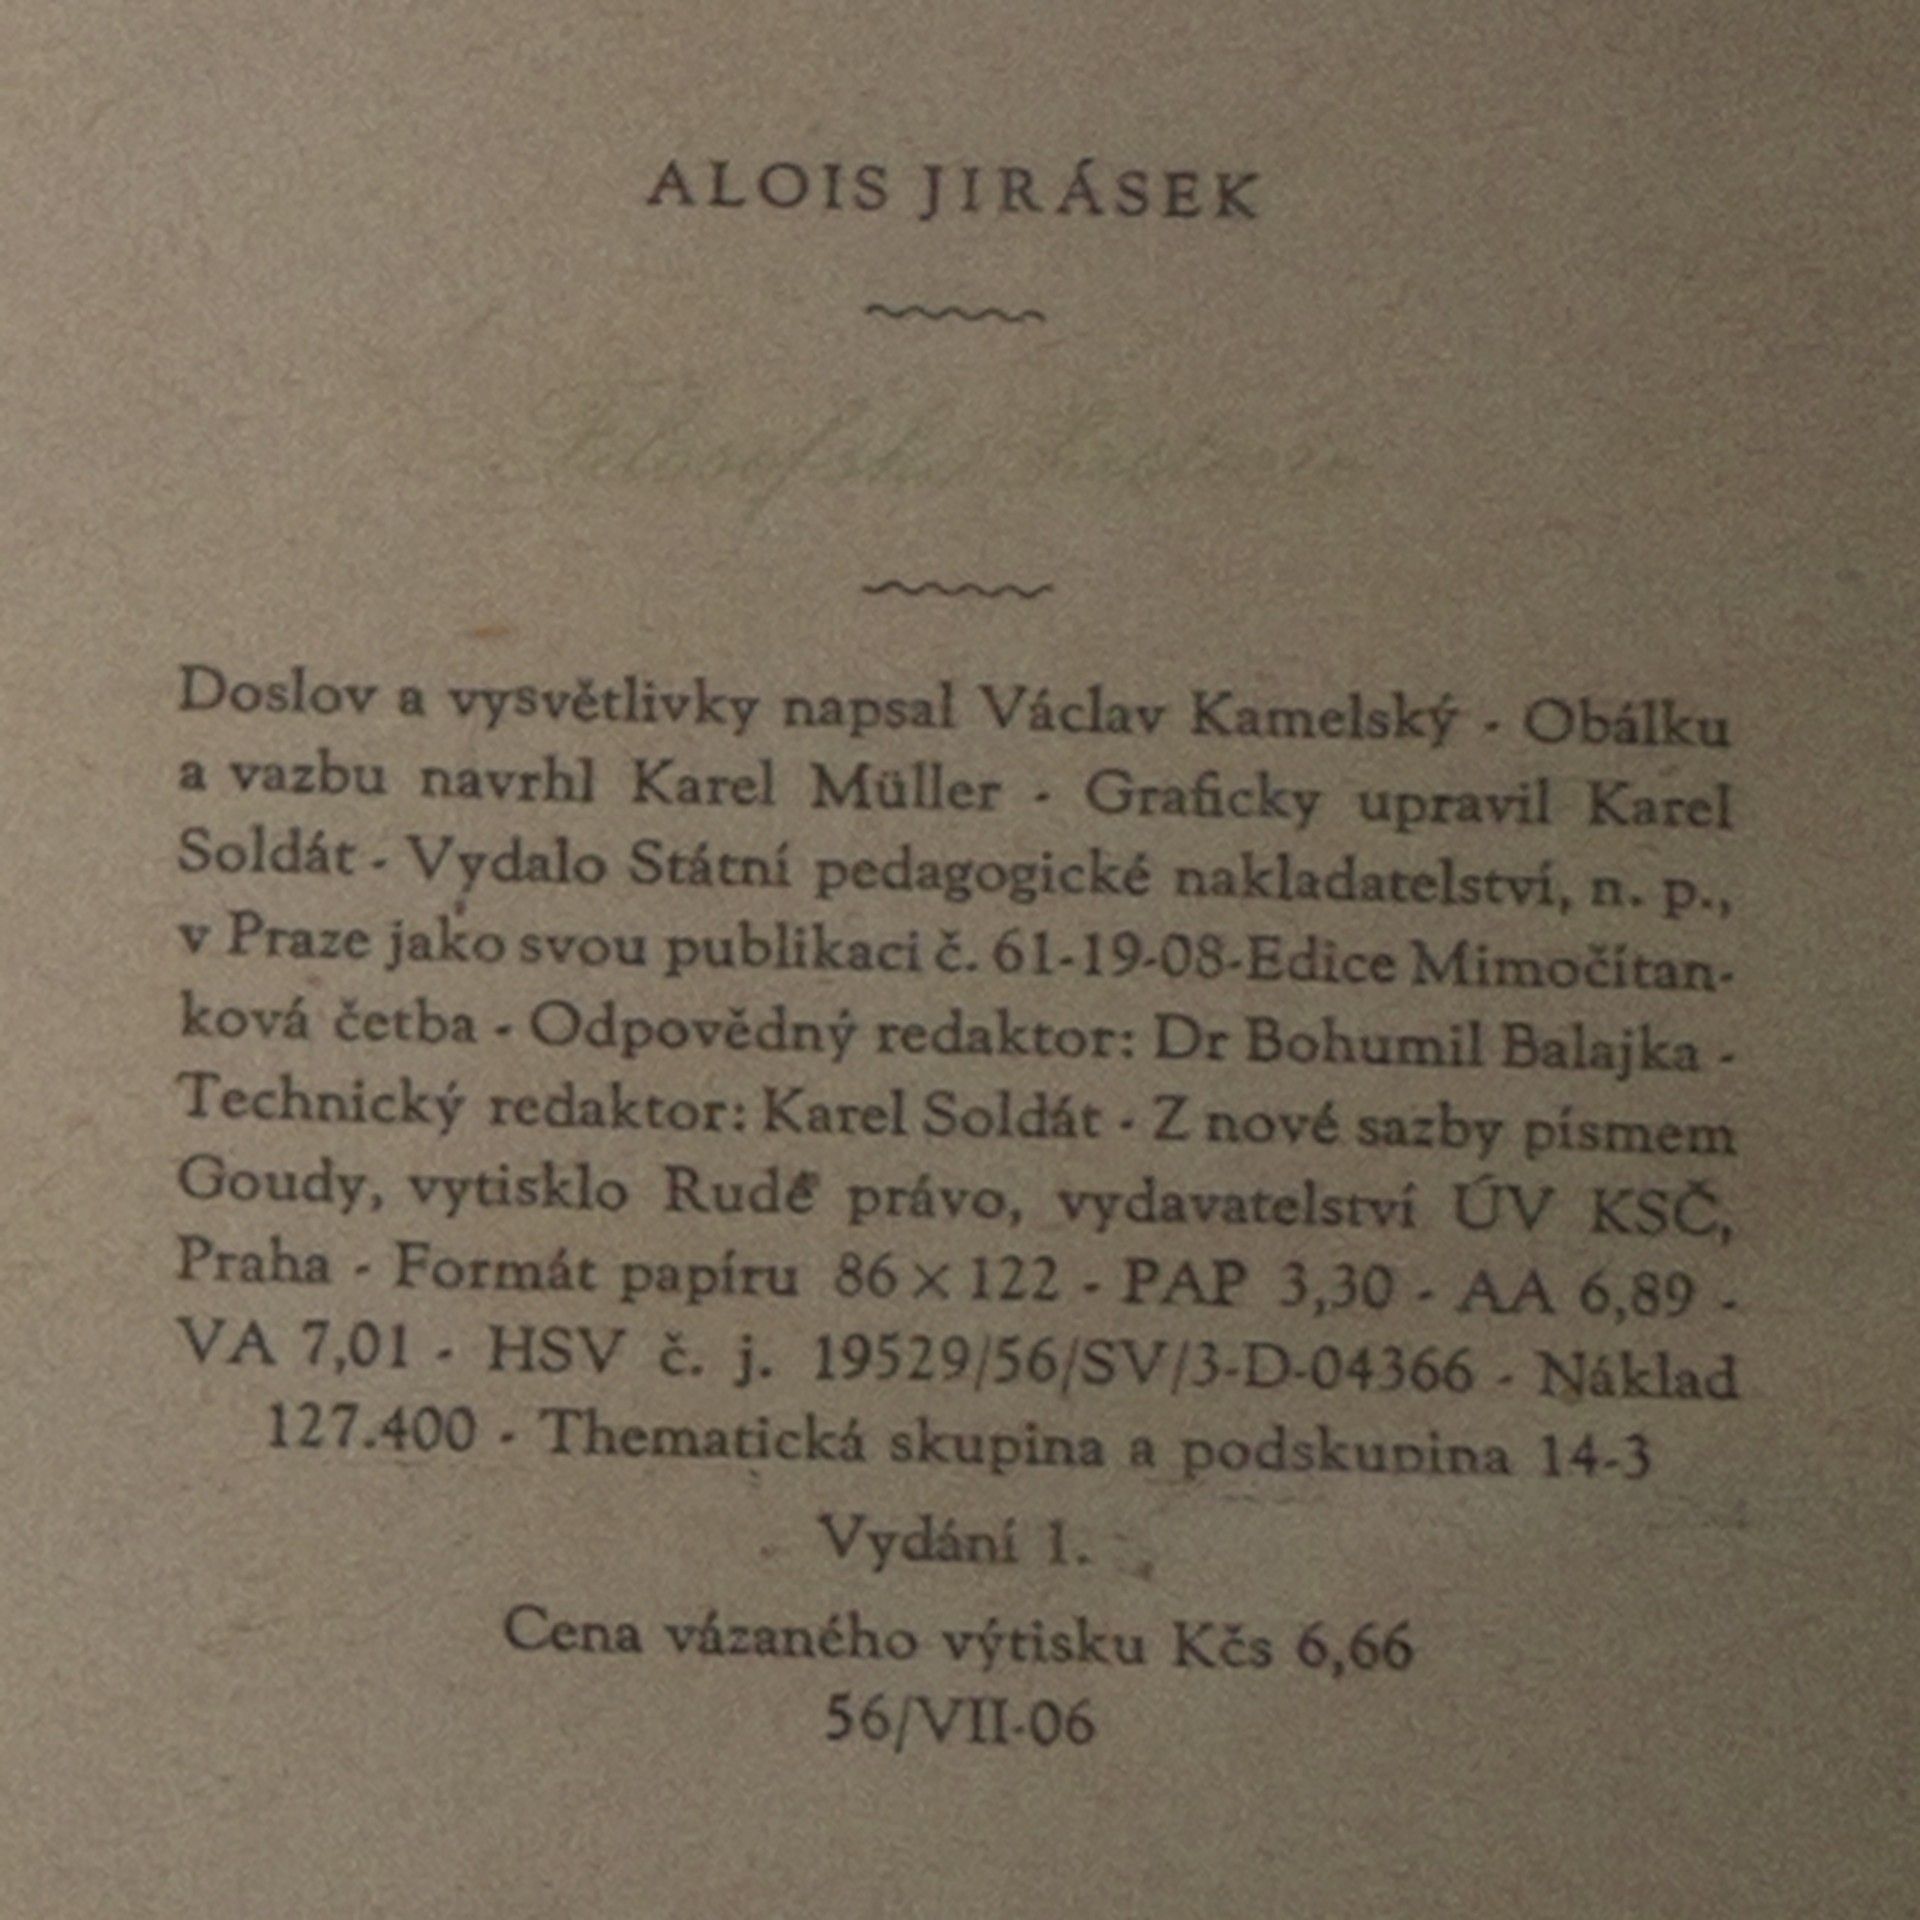 ALOIS JIRÁSEK
Doslov a vysvětlivky napsal Václav Kamelský - Obálku
a vazbu navrhl Karel Müller - Graficky upravil Karel
Soldát - Vydalo Státní pedagogické nakladatelství, n. p.,
v Praze jako svou publikaci č. 61-19-08-Edice Mimočítan-
ková četba - Odpovědný redaktor: Dr Bohumil Balajka -
Technický redaktor: Karel Soldát - Z nové sazby písmem
Goudy, vytisklo Rudé právo, vydavatelství ÚV KSČ,
Praha - Formát papíru 86 × 122 - PAP 3,30 - AA 6,89 -
VA 7,01 - HSV č. j. 19529/56/SV/3-D-04366 - Náklad
127.400 - Thematická skupina a podskupina 14-3
Vydání 1.
Cena vázaného výtisku Kčs 6,66
56/VII-06